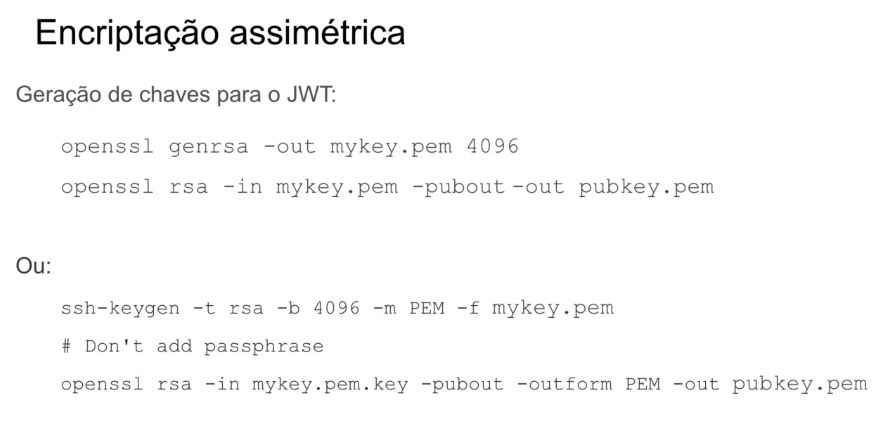 Encriptação assimétrica
Geração de chaves para o JWT:
openssl genrsa -out mykey.pem 4096
openssl rsa -in mykey.pem -pubout -out pubkey.pem
Ou:
ssh-keygen -t rsa -b 4096 -m PEM -f mykey.pem
# Don't add passphrase
openssl rsa -in mykey.pem.key -pubout -outform PEM -out pubkey.pem